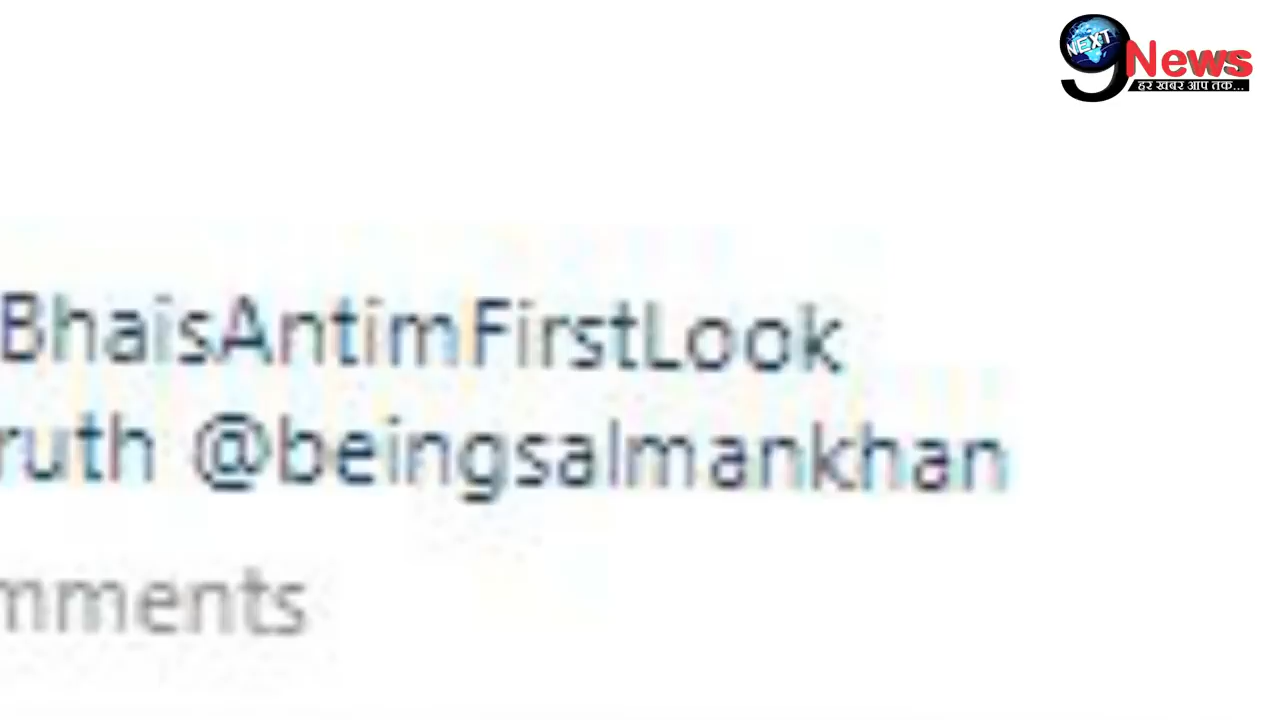 NEXT
9News
हर खबर आप तक...
BhaisAntimFirstLook
ruth @beingsalmankhan
mments